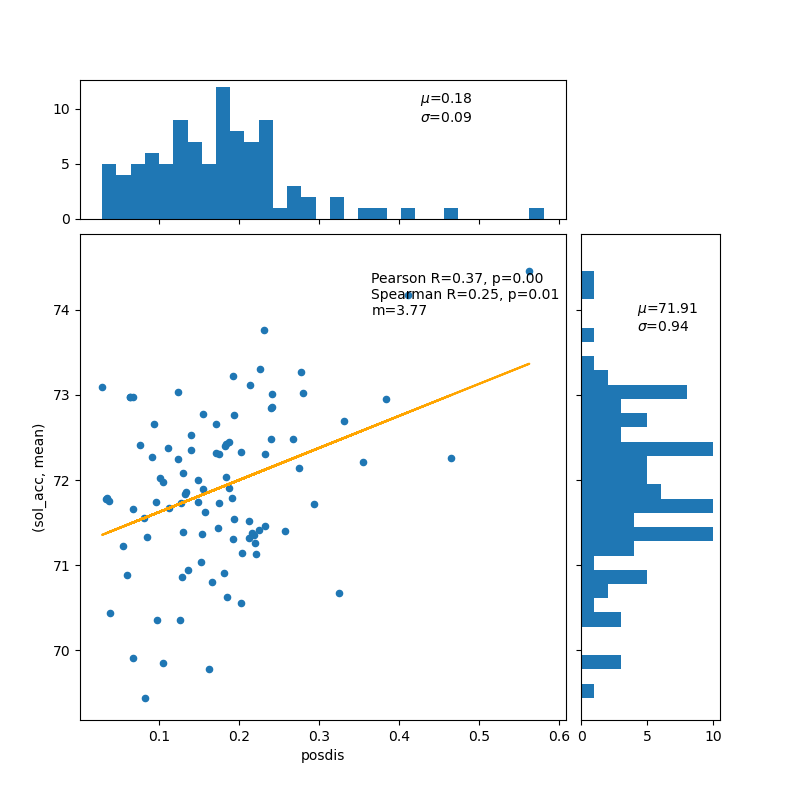 10
5
0
μ=0.18
σ=0.09
74
73
72
71
70
(sol_acc, mean)
Pearson R=0.37, p=0.00
Spearman R=0.25, p=0.01
m=3.77
0.1 0.2 0.3 0.4 0.5 0.6
posdis
μ=71.91
σ=0.94
0 5 10